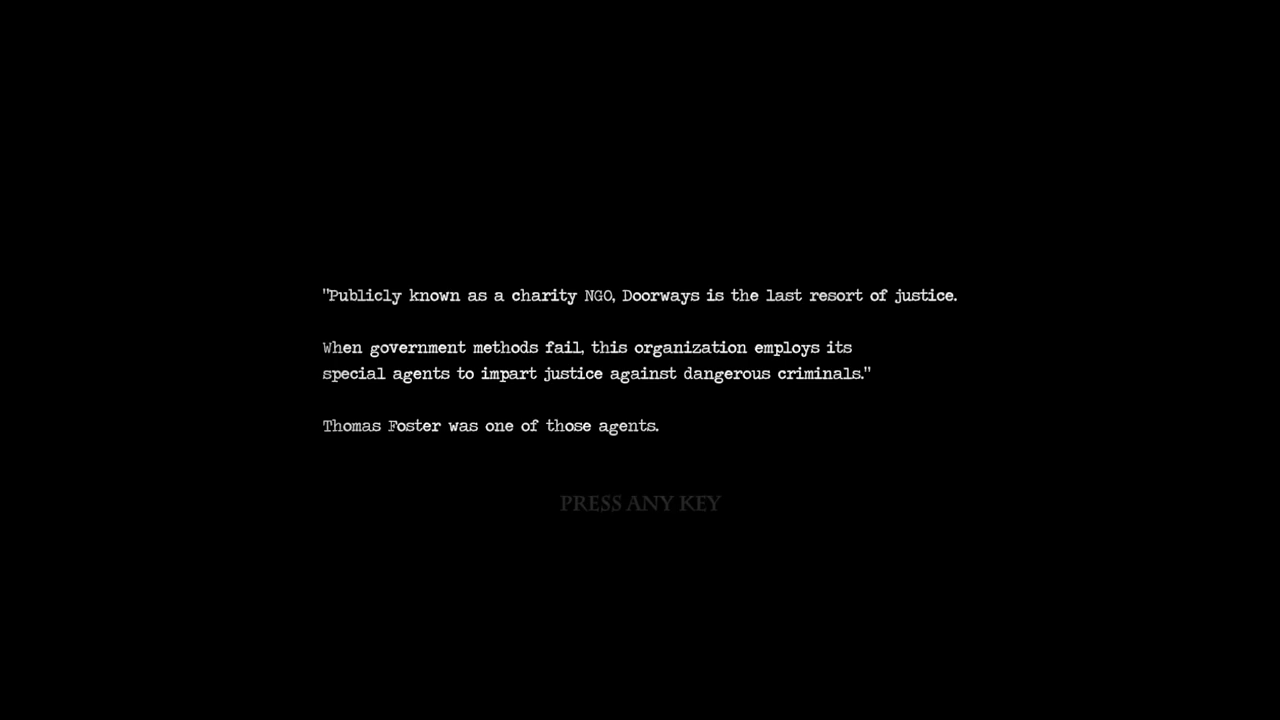 "Publicly known as a charity NGO, Doorways is the last resort of justice.
When government methods fail, this organization employs its
special agents to impart justice against dangerous criminals."
Thomas Foster was one of those agents.
PRESS ANY KEY